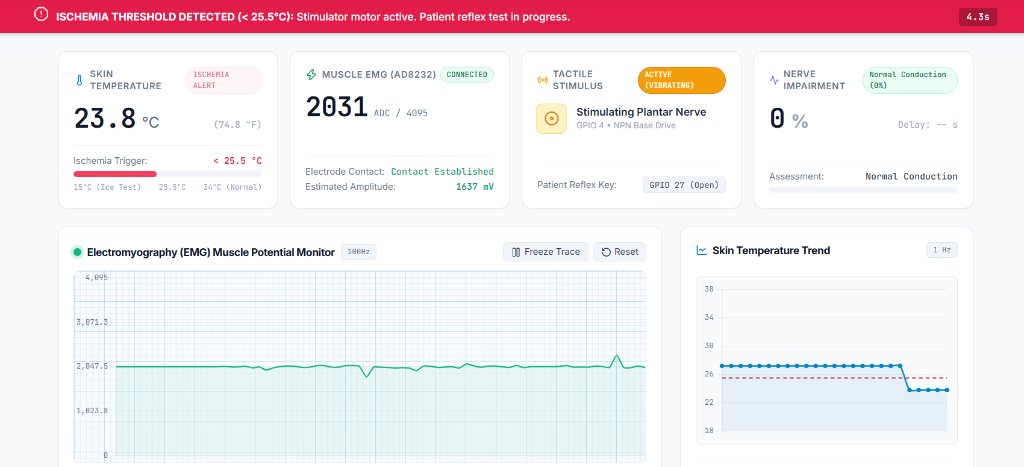 ISCHEMIA THRESHOLD DETECTED (< 25.5°C): Stimulator motor active. Patient reflex test in progress.
4.3s
SKIN
TEMPERATURE
ISCHEMIA
ALERT
23.8 °C
(74.8 °F)
Ischemia Trigger:
< 25.5 °C
15°C (Ice Test)
25.5°C
34°C (Normal)
MUSCLE EMG (AD8232)
CONNECTED
2031 ADC / 4095
Electrode Contact: Contact Established
Estimated Amplitude: 1637 mV
TACTILE
STIMULUS
ACTIVE
(VIBRATING)
Stimulating Plantar Nerve
GPIO 4 • NPN Base Drive
Patient Reflex Key:
GPIO 27 (Open)
NERVE
IMPAIRMENT
Normal Conduction
(0%)
0 %
Delay: -- s
Assessment: Normal Conduction
Electromyography (EMG) Muscle Potential Monitor
100Hz
Freeze Trace
Reset
4,095
3,071.3
2,047.5
1,023.8
0
Skin Temperature Trend
1 Hz
38
34
30
26
22
18